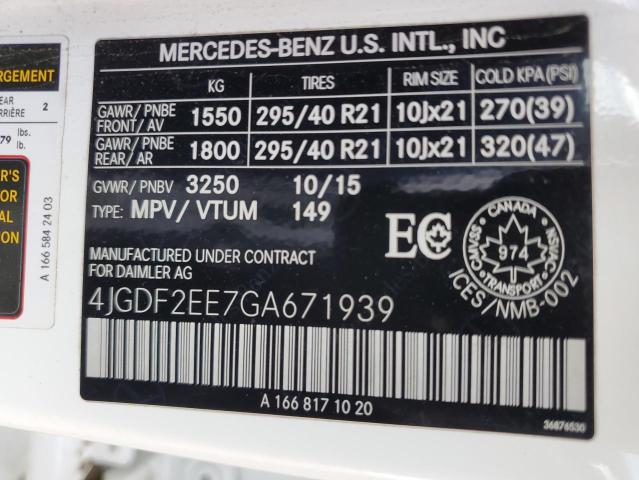 RGEMENT
EAR 2
RRIÈRE
79 lbs.
lb.
R'S
FOR
AL
ION
A 166 584 24 03
MERCEDES-BENZ U.S. INTL., INC
KG TIRES RIM SIZE COLD KPA (PSI)
GAWR/ PNBE FRONT/ AV 1550 295/40 R21 10Jx21 270(39)
GAWR/ PNBE REAR/ AR 1800 295/40 R21 10Jx21 320(47)
GVWR/ PNBV 3250 10/15
TYPE: MPV/ VTUM 149
EC
CANADA
974
TRANSPORT
ICES/NMB-002
MANUFACTURED UNDER CONTRACT
FOR DAIMLER AG
4JGDF2EE7GA671939
A 166 817 10 20
36876530